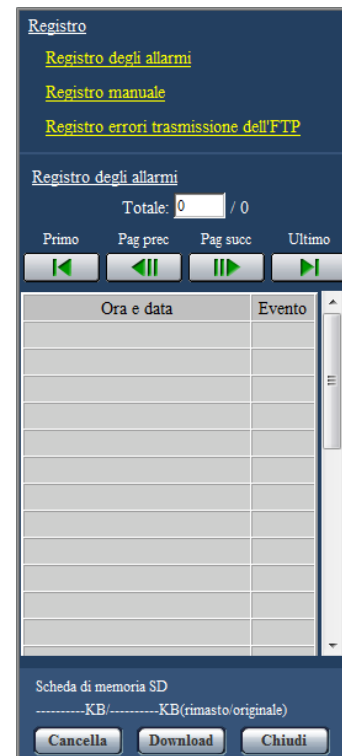 Registro
Registro degli allarmi
Registro manuale
Registro errori trasmissione dell'FTP
Registro degli allarmi
Totale: 0 / 0
Primo Pag prec Pag succ Ultimo
Ora e data Evento
Scheda di memoria SD
----------KB/----------KB(rimasto/originale)
Cancella Download Chiudi